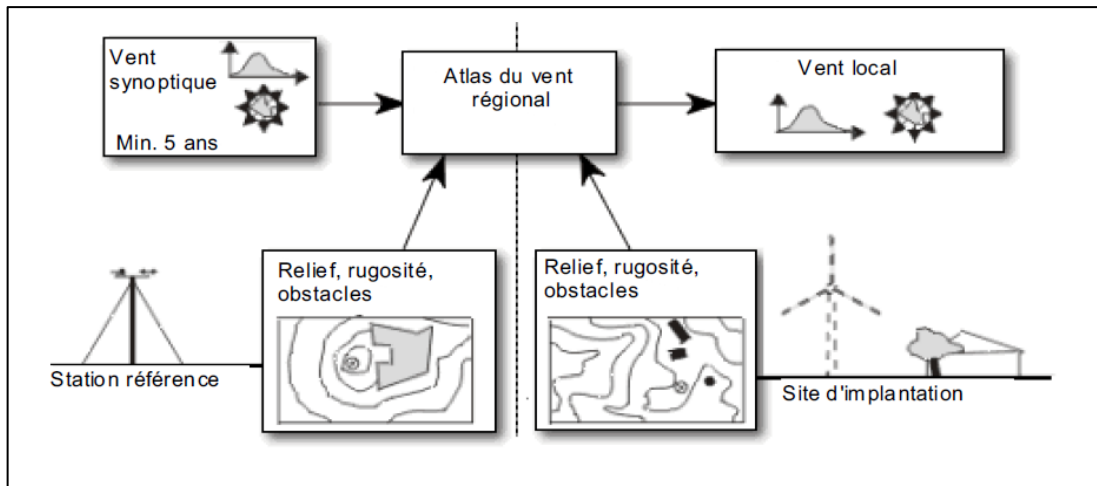 Vent
synoptique
Min. 5 ans
Atlas du vent
régional
Vent local
Relief, rugosité,
obstacles
Relief, rugosité,
obstacles
Station référence
Site d'implantation